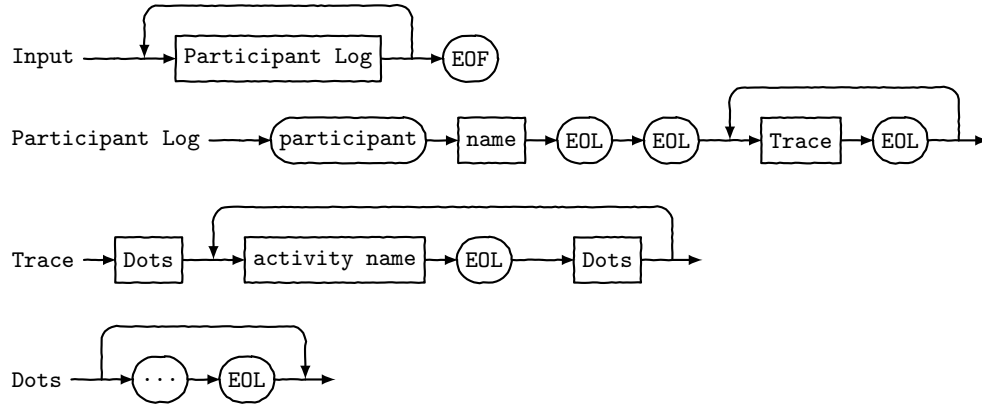 Input Participant Log EOF
Participant Log participant name EOL EOL Trace EOL
Trace Dots activity name EOL Dots
Dots ··· EOL